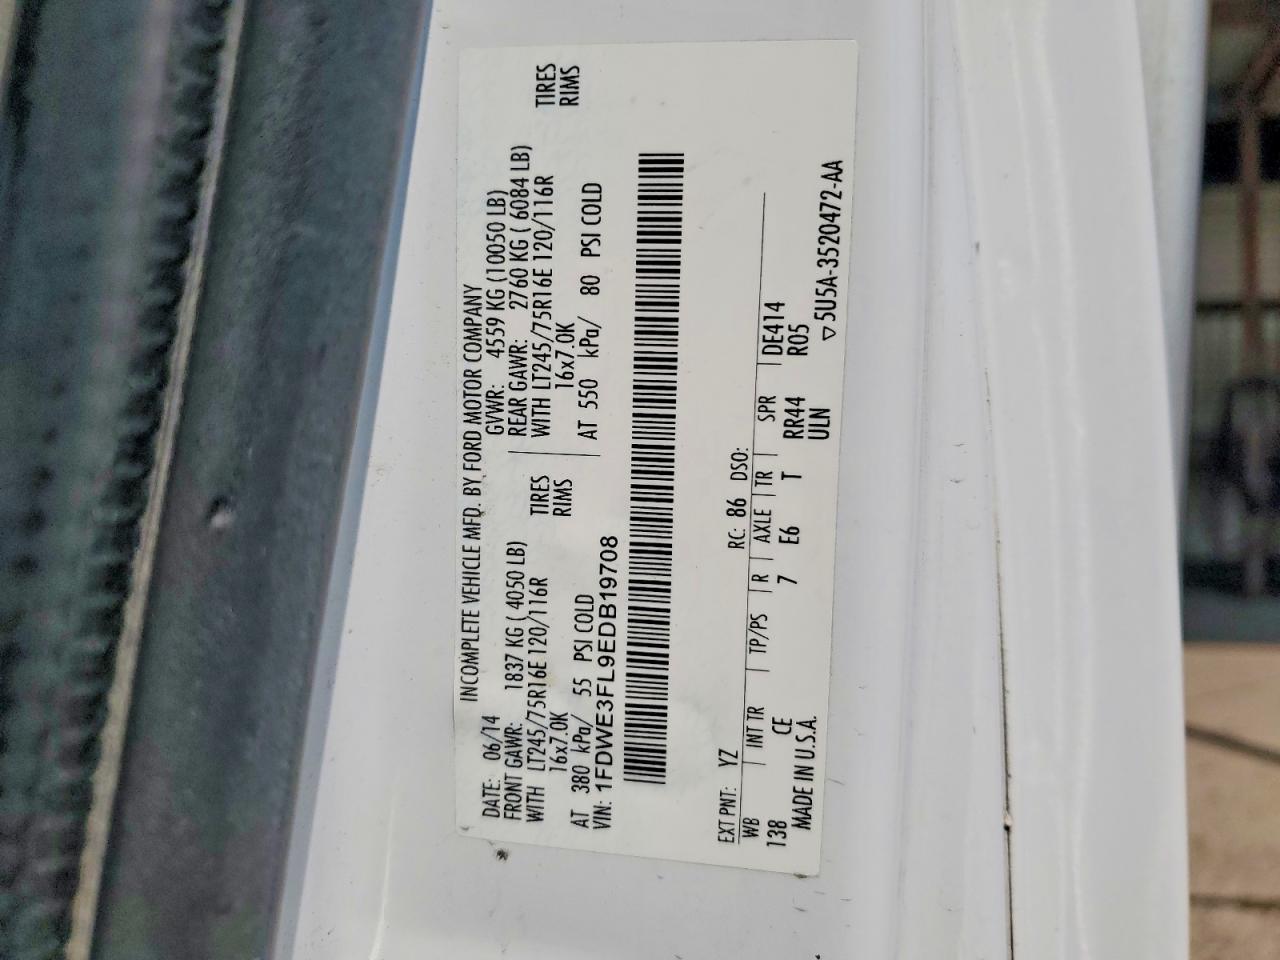 INCOMPLETE VEHICLE MFD. BY FORD MOTOR COMPANY
DATE: 06/14 GVWR: 4559 KG (10050 LB)
FRONT GAWR: 1837 KG ( 4050 LB) REAR GAWR: 2760 KG ( 6084 LB)
WITH LT245/75R16E 120/116R TIRES WITH LT245/75R16E 120/116R TIRES
16x7.0K RIMS 16x7.0K RIMS
AT 380 kPa/ 55 PSI COLD AT 550 kPa/ 80 PSI COLD
VIN: 1FDWE3FL9EDB19708
EXT PNT: YZ RC: 86 DSO:
WB INT TR TP/PS R AXLE TR SPR DE414
138 CE 7 E6 T RR44 R05
MADE IN U.S.A. ULN
▽5U5A-3520472-AA